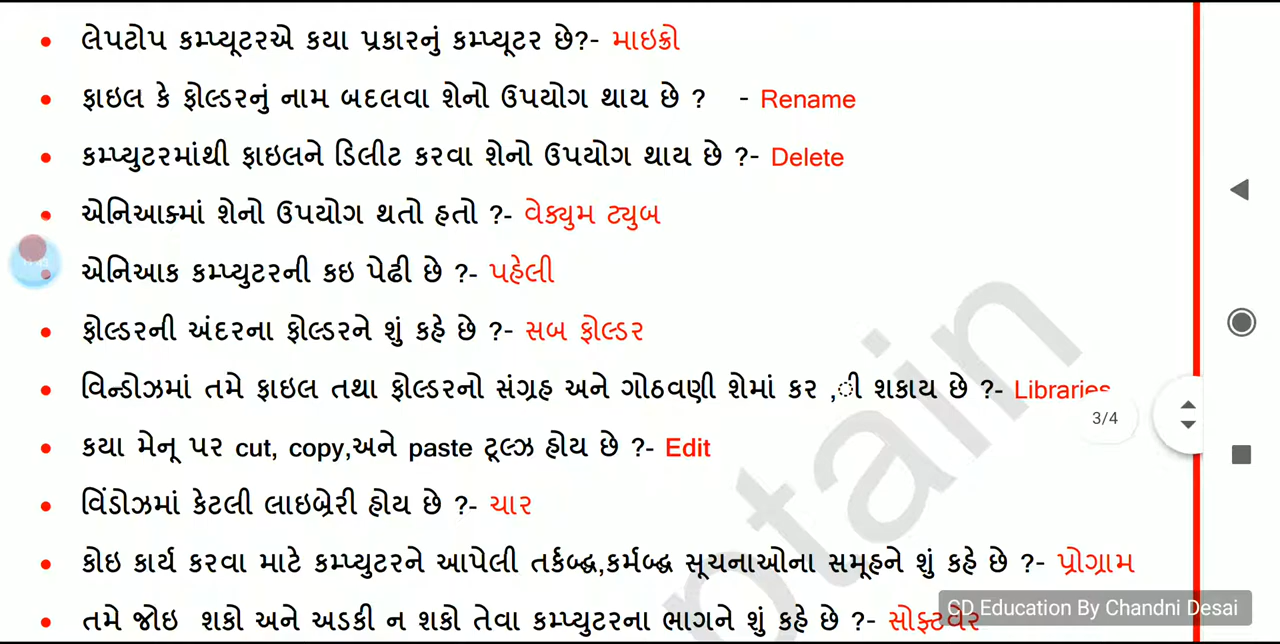 • લેપટોપ કમ્પ્યૂટરએ કયા પ્રકારનું કમ્પ્યૂટર છે?- માઇક્રો
• ફાઇલ કે ફોલ્ડરનું નામ બદલવા શેનો ઉપયોગ થાય છે ? - Rename
• કમ્પ્યુટરમાંથી ફાઇલને ડિલીટ કરવા શેનો ઉપયોગ થાય છે ?- Delete
• એનિઆક્માં શેનો ઉપયોગ થતો હતો ?- વેક્યુમ ટ્યુબ
• એનિઆક કમ્પ્યુટરની કઇ પેઢી છે ?- પહેલી
• ફોલ્ડરની અંદરના ફોલ્ડરને શું કહે છે ?- સબ ફોલ્ડર
• વિન્ડોઝમાં તમે ફાઇલ તથા ફોલ્ડરનો સંગ્રહ અને ગોઠવણી શેમાં કર ,ી શકાય છે ?- Libraries
3/4
• કયા મેનૂ પર cut, copy,અને paste ટૂલ્ઝ હોય છે ?- Edit
• વિંડોઝમાં કેટલી લાઇબ્રેરી હોય છે ?- ચાર
• કોઇ કાર્ય કરવા માટે કમ્પ્યુટરને આપેલી તર્કબ્દ્ધ,કર્મબ્દ્ધ સૂચનાઓના સમૂહને શું કહે છે ?- પ્રોગ્રામ
• તમે જોઇ શકો અને અડકી ન શકો તેવા કમ્પ્યુટરના ભાગને શું કહે છે ?- સોફ્ટવેર
GD Education By Chandni Desai
ptain